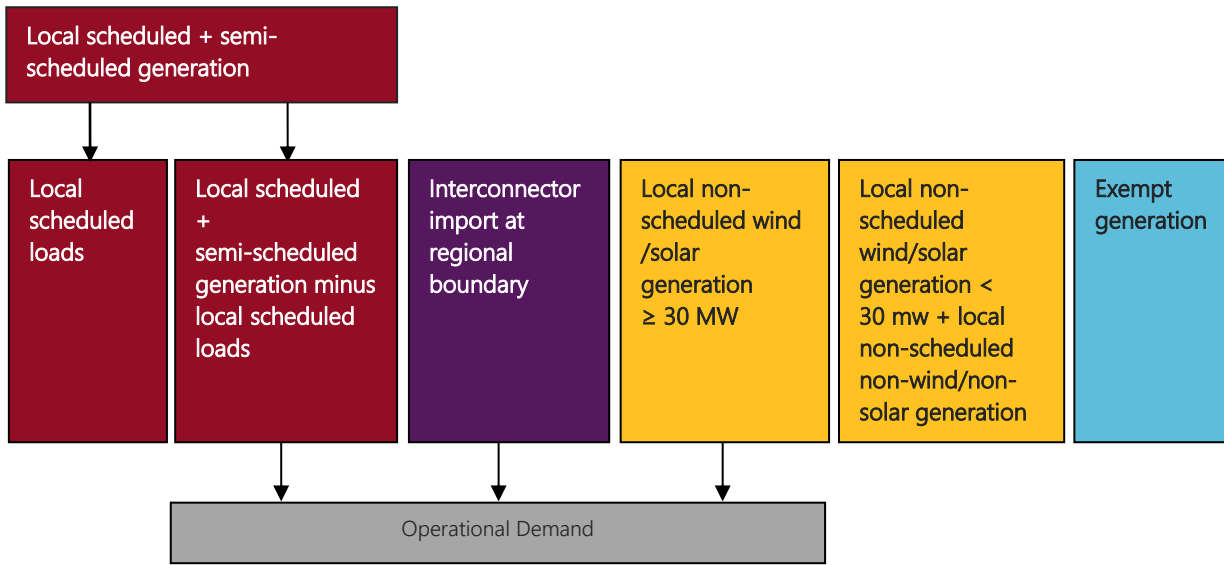 Local scheduled + semi-
scheduled generation
Local
scheduled
loads
Local scheduled
+
semi-scheduled
generation minus
local scheduled
loads
Interconnector
import at
regional
boundary
Local non-
scheduled wind
/solar
generation
≥ 30 MW
Local non-
scheduled
wind/solar
generation <
30 mw + local
non-scheduled
non-wind/non-
solar generation
Exempt
generation
Operational Demand